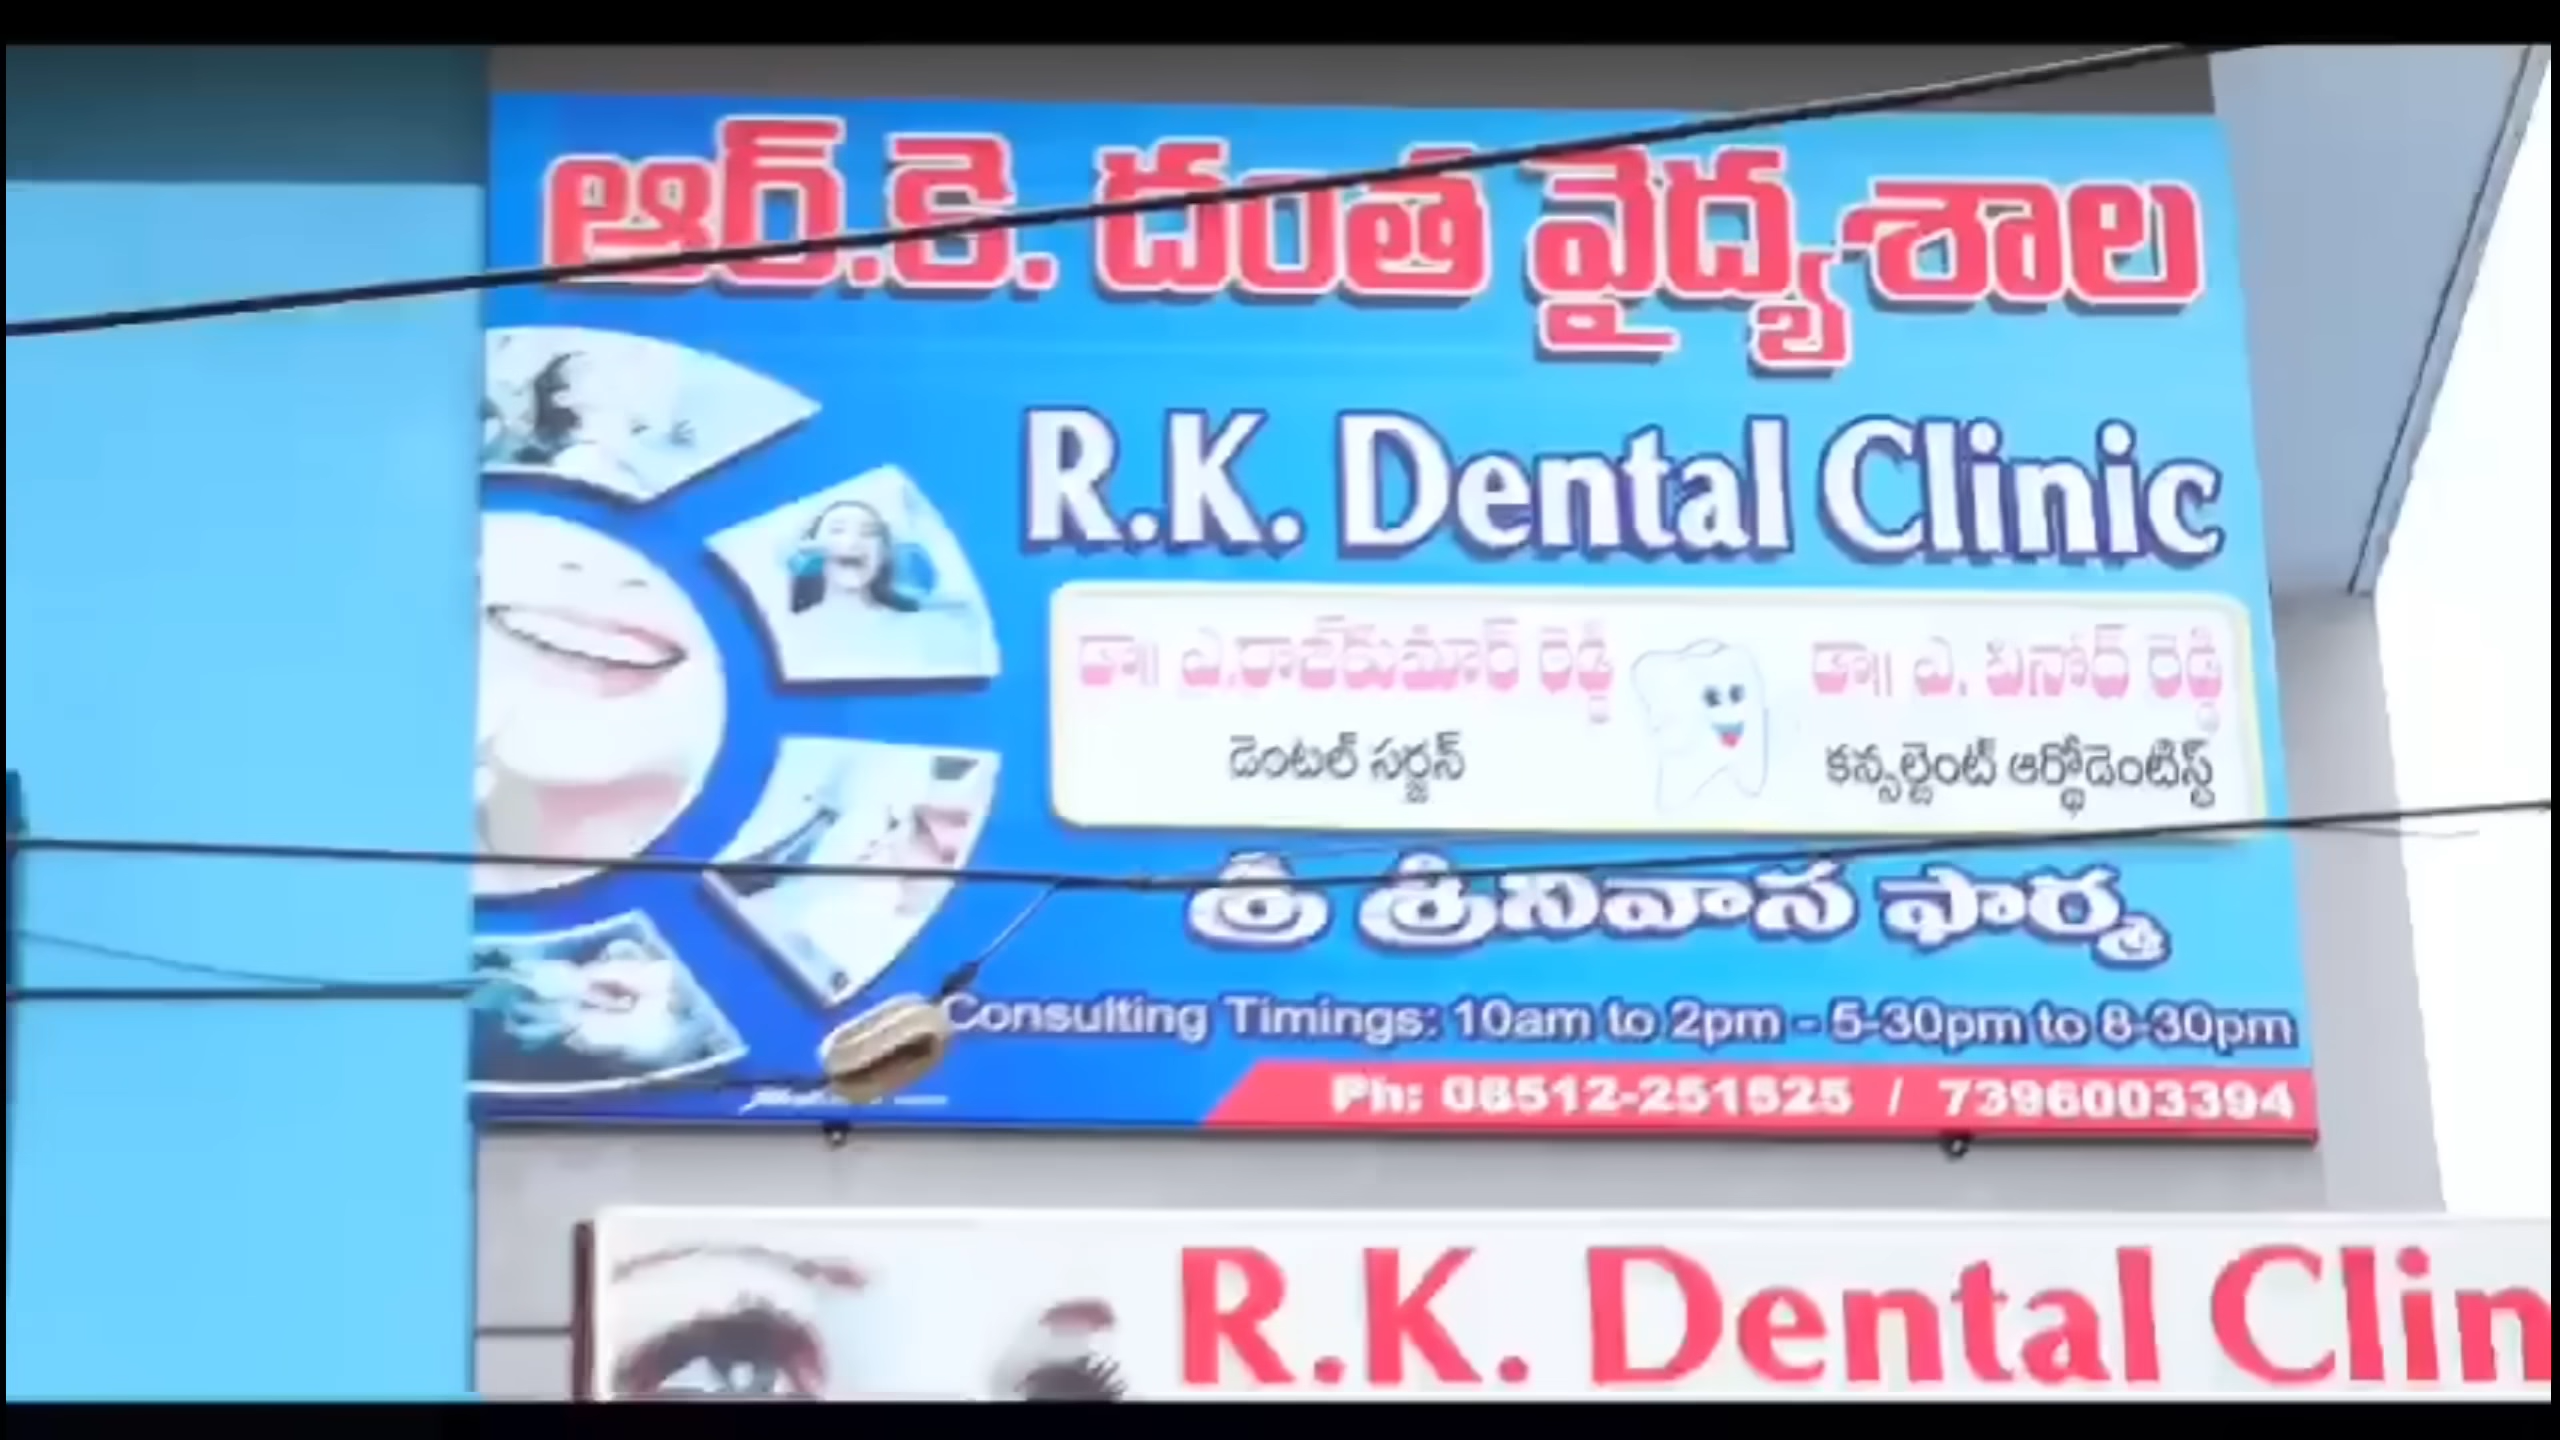 ఆర్.కె. దంత వైద్యశాల
R.K. Dental Clinic
డా।। ఎ.రాజ్‌కుమార్ రెడ్డి
డెంటల్ సర్జన్
డా।। ఎ. వినోద్ రెడ్డి
కన్సల్టెంట్ ఆర్థోడెంటిస్ట్
శ్రీ శ్రీనివాస ఫార్మా
Consulting Timings: 10am to 2pm - 5-30pm to 8-30pm
Ph: 08512-251525 / 7396003394
R.K. Dental Clin